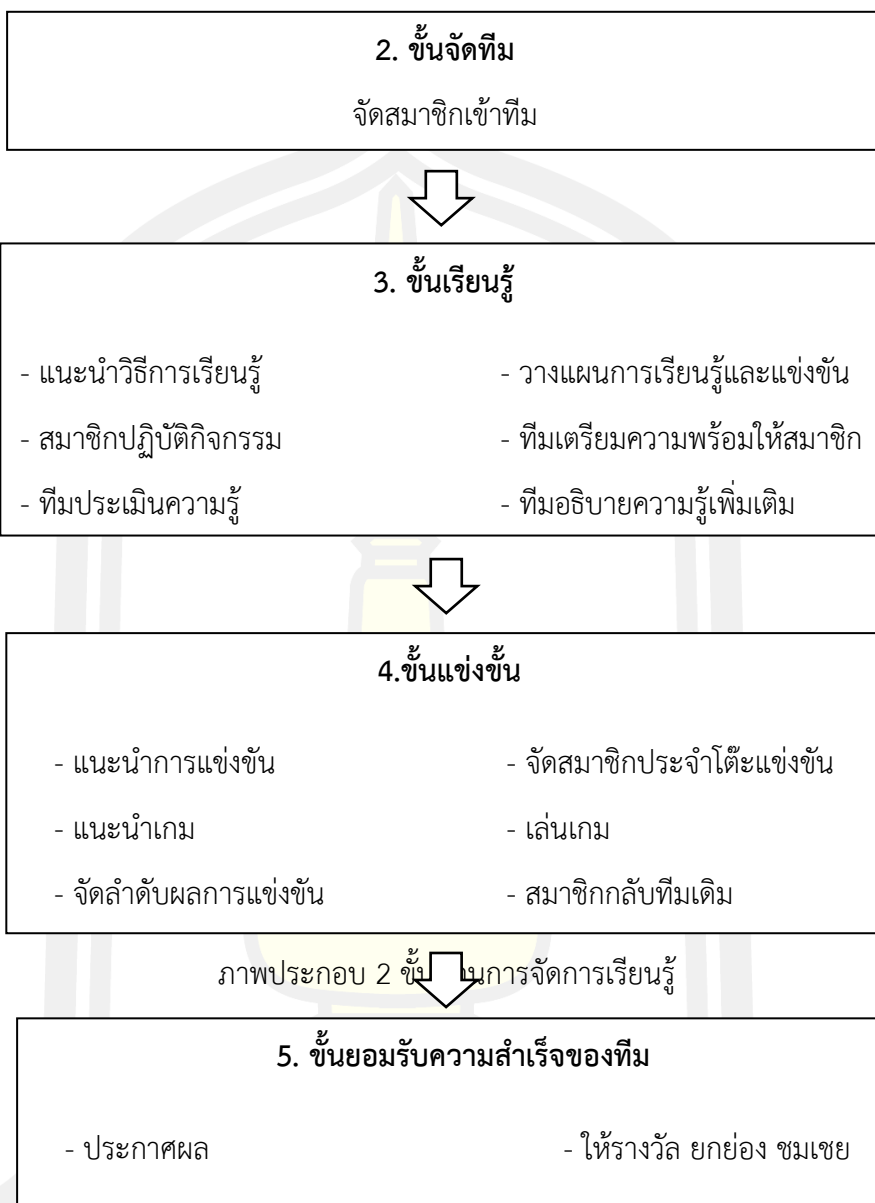 2. ขั้นจัดทีม
จัดสมาชิกเข้าทีม
3. ขั้นเรียนรู้
- แนะนำวิธีการเรียนรู้ - วางแผนการเรียนรู้และแข่งขัน
- สมาชิกปฏิบัติกิจกรรม - ทีมเตรียมความพร้อมให้สมาชิก
- ทีมประเมินความรู้ - ทีมอธิบายความรู้เพิ่มเติม
4.ขั้นแข่งขั้น
- แนะนำการแข่งขัน - จัดสมาชิกประจำโต๊ะแข่งขัน
- แนะนำเกม - เล่นเกม
- จัดลำดับผลการแข่งขัน - สมาชิกกลับทีมเดิม
ภาพประกอบ 2 การจัดการเรียนรู้
5. ขั้นยอมรับความสำเร็จของทีม
- ประกาศผล - ให้รางวัล ยกย่อง ชมเชย